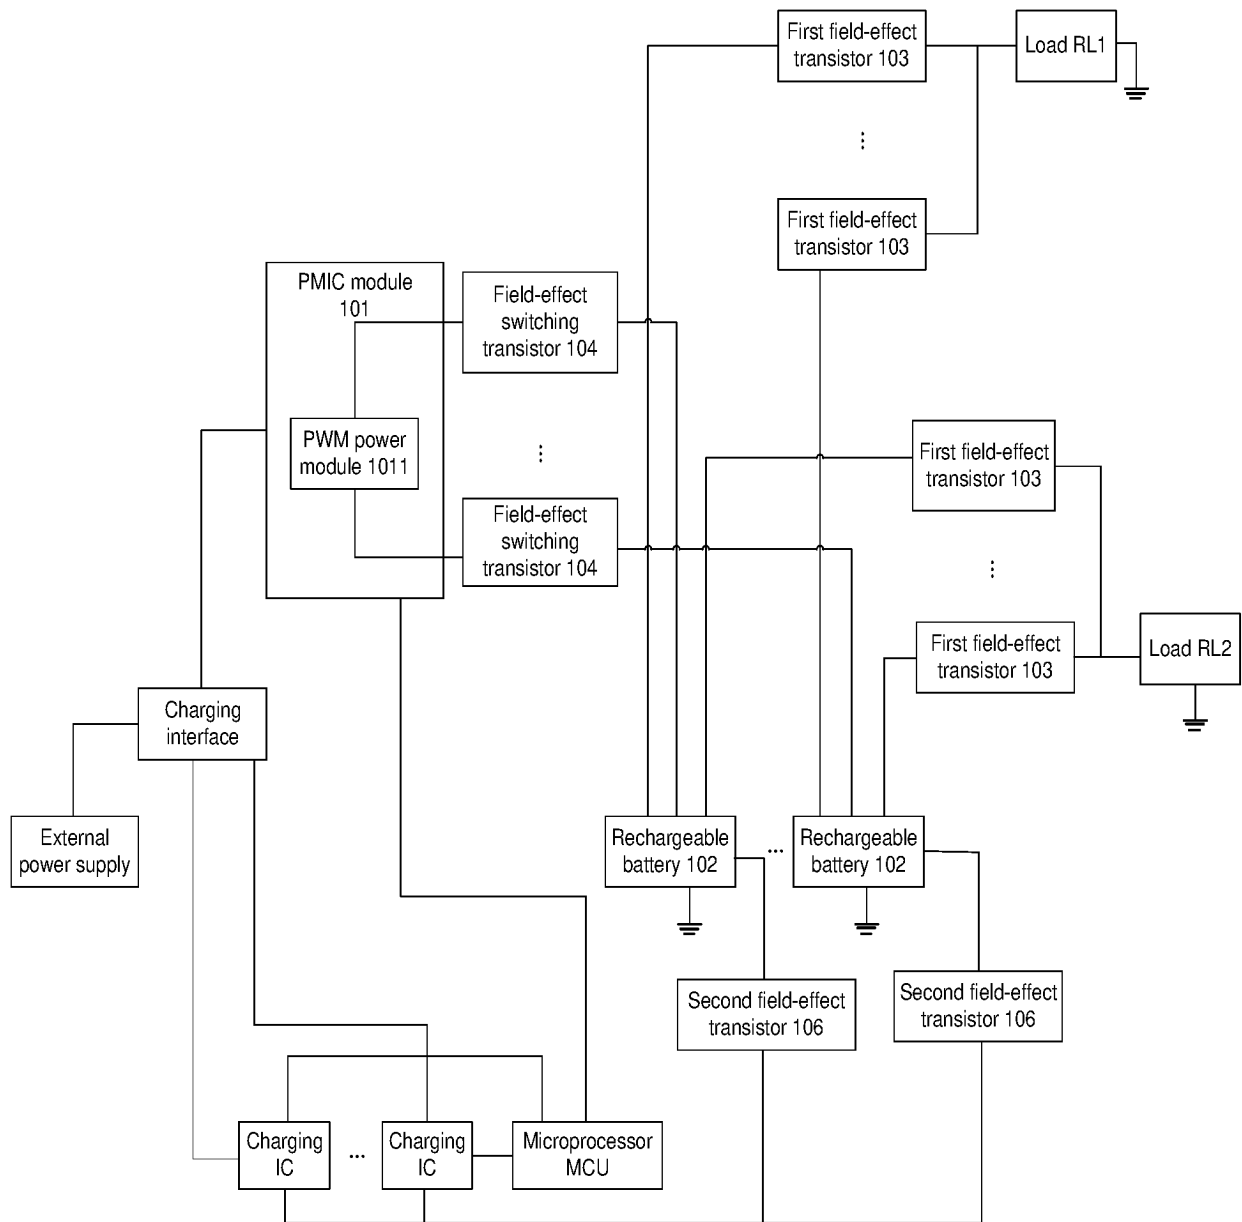 First field-effect
transistor 103
Load RL1
⋮
First field-effect
transistor 103
PMIC module
101
Field-effect
switching
transistor 104
PWM power
module 1011
⋮
First field-effect
transistor 103
Field-effect
switching
transistor 104
⋮
First field-effect
transistor 103
Load RL2
Charging
interface
External
power supply
Rechargeable
battery 102
...
Rechargeable
battery 102
Second field-effect
transistor 106
Second field-effect
transistor 106
Charging
IC
...
Charging
IC
Microprocessor
MCU